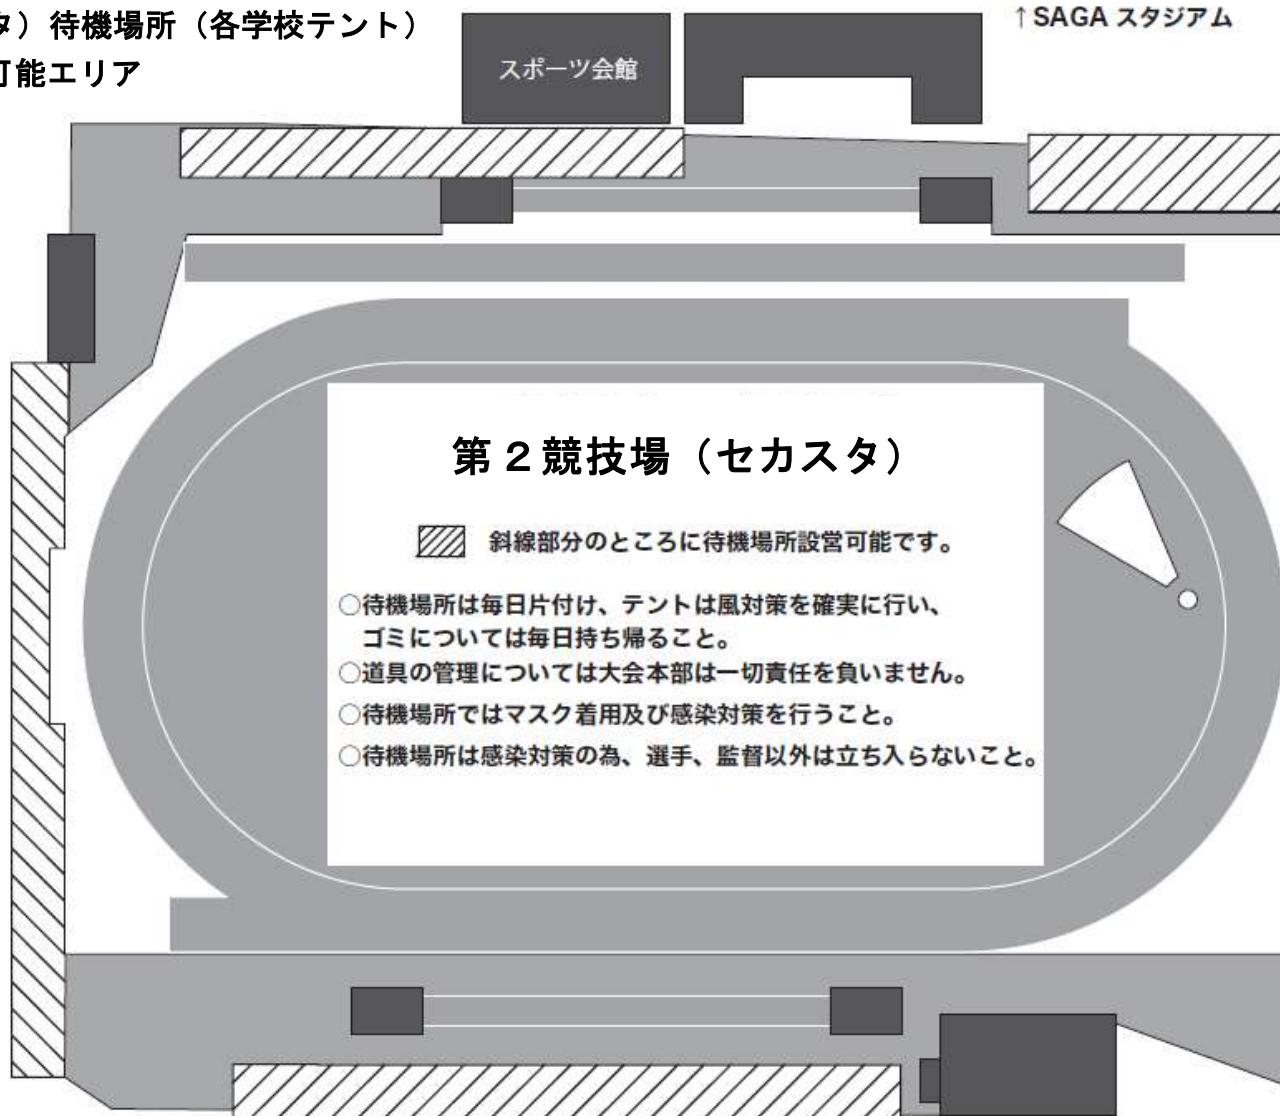 タ）待機場所（各学校テント）
可能エリア
↑SAGA スタジアム
スポーツ会館
第２競技場（セカスタ）
斜線部分のところに待機場所設営可能です。
○待機場所は毎日片付け、テントは風対策を確実に行い、
ゴミについては毎日持ち帰ること。
○道具の管理については大会本部は一切責任を負いません。
○待機場所ではマスク着用及び感染対策を行うこと。
○待機場所は感染対策の為、選手、監督以外は立ち入らないこと。